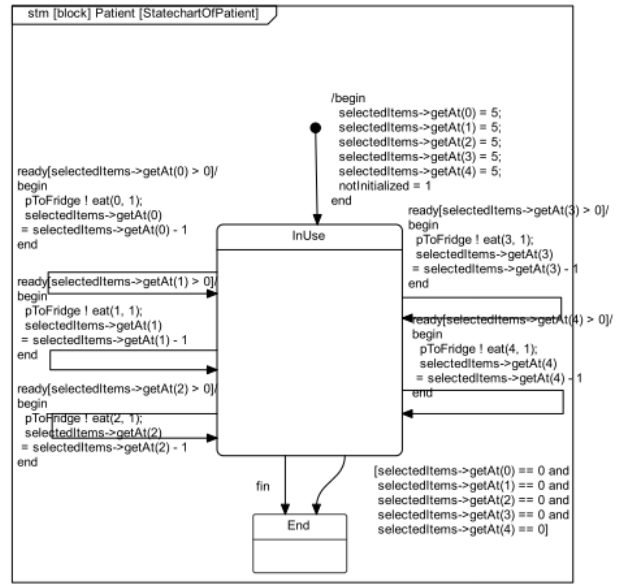 stm [block] Patient [StatechartOfPatient]
/begin
selectedItems->getAt(0) = 5;
selectedItems->getAt(1) = 5;
selectedItems->getAt(2) = 5;
selectedItems->getAt(3) = 5;
selectedItems->getAt(4) = 5;
notInitialized = 1
end
ready[selectedItems->getAt(0) > 0]/
begin
pToFridge ! eat(0, 1);
selectedItems->getAt(0)
= selectedItems->getAt(0) - 1
end
ready[selectedItems->getAt(3) > 0]/
begin
pToFridge ! eat(3, 1);
selectedItems->getAt(3)
= selectedItems->getAt(3) - 1
end
InUse
ready[selectedItems->getAt(1) > 0]/
begin
pToFridge ! eat(1, 1);
selectedItems->getAt(1)
= selectedItems->getAt(1) - 1
end
ready[selectedItems->getAt(4) > 0]/
begin
pToFridge ! eat(4, 1);
selectedItems->getAt(4)
= selectedItems->getAt(4) - 1
end
ready[selectedItems->getAt(2) > 0]/
begin
pToFridge ! eat(2, 1);
selectedItems->getAt(2)
= selectedItems->getAt(2) - 1
end
fin
[selectedItems->getAt(0) == 0 and
selectedItems->getAt(1) == 0 and
selectedItems->getAt(2) == 0 and
selectedItems->getAt(3) == 0 and
selectedItems->getAt(4) == 0]
End